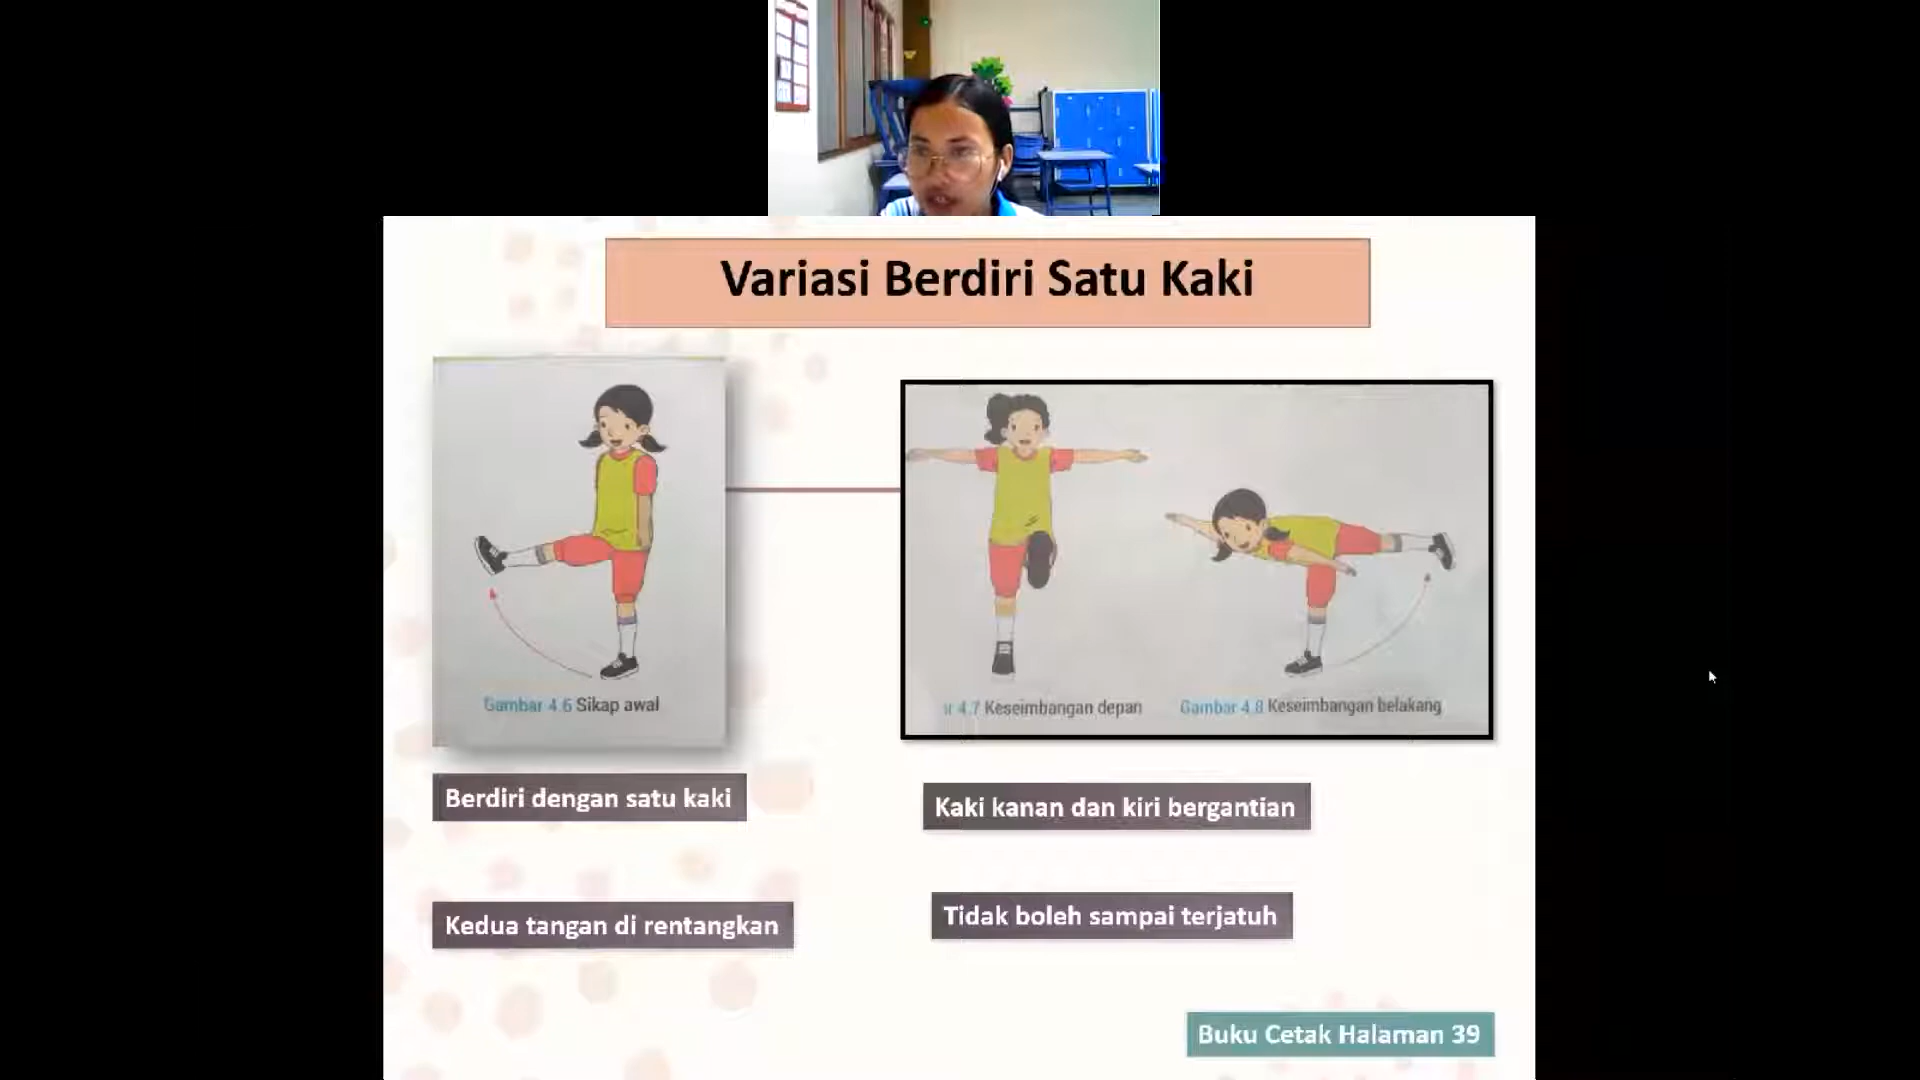 Variasi Berdiri Satu Kaki
Gambar 4.6 Sikap awal
4.7 Keseimbangan depan
Gambar 4.8 Keseimbangan belakang
Berdiri dengan satu kaki
Kaki kanan dan kiri bergantian
Kedua tangan di rentangkan
Tidak boleh sampai terjatuh
Buku Cetak Halaman 39